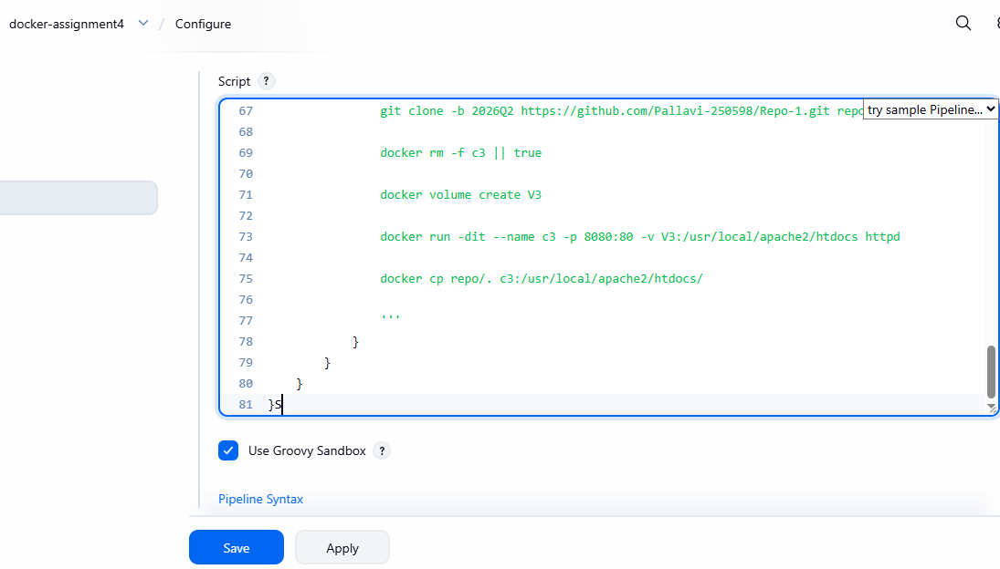 docker-assignment4 / Configure
Script ?
67 git clone -b 2026Q2 https://github.com/Pallavi-250598/Repo-1.git repo
try sample Pipeline...
68
69 docker rm -f c3 || true
70
71 docker volume create V3
72
73 docker run -dit --name c3 -p 8080:80 -v V3:/usr/local/apache2/htdocs httpd
74
75 docker cp repo/. c3:/usr/local/apache2/htdocs/
76
77 '''
78 }
79 }
80 }
81 }S
Use Groovy Sandbox ?
Pipeline Syntax
Save
Apply